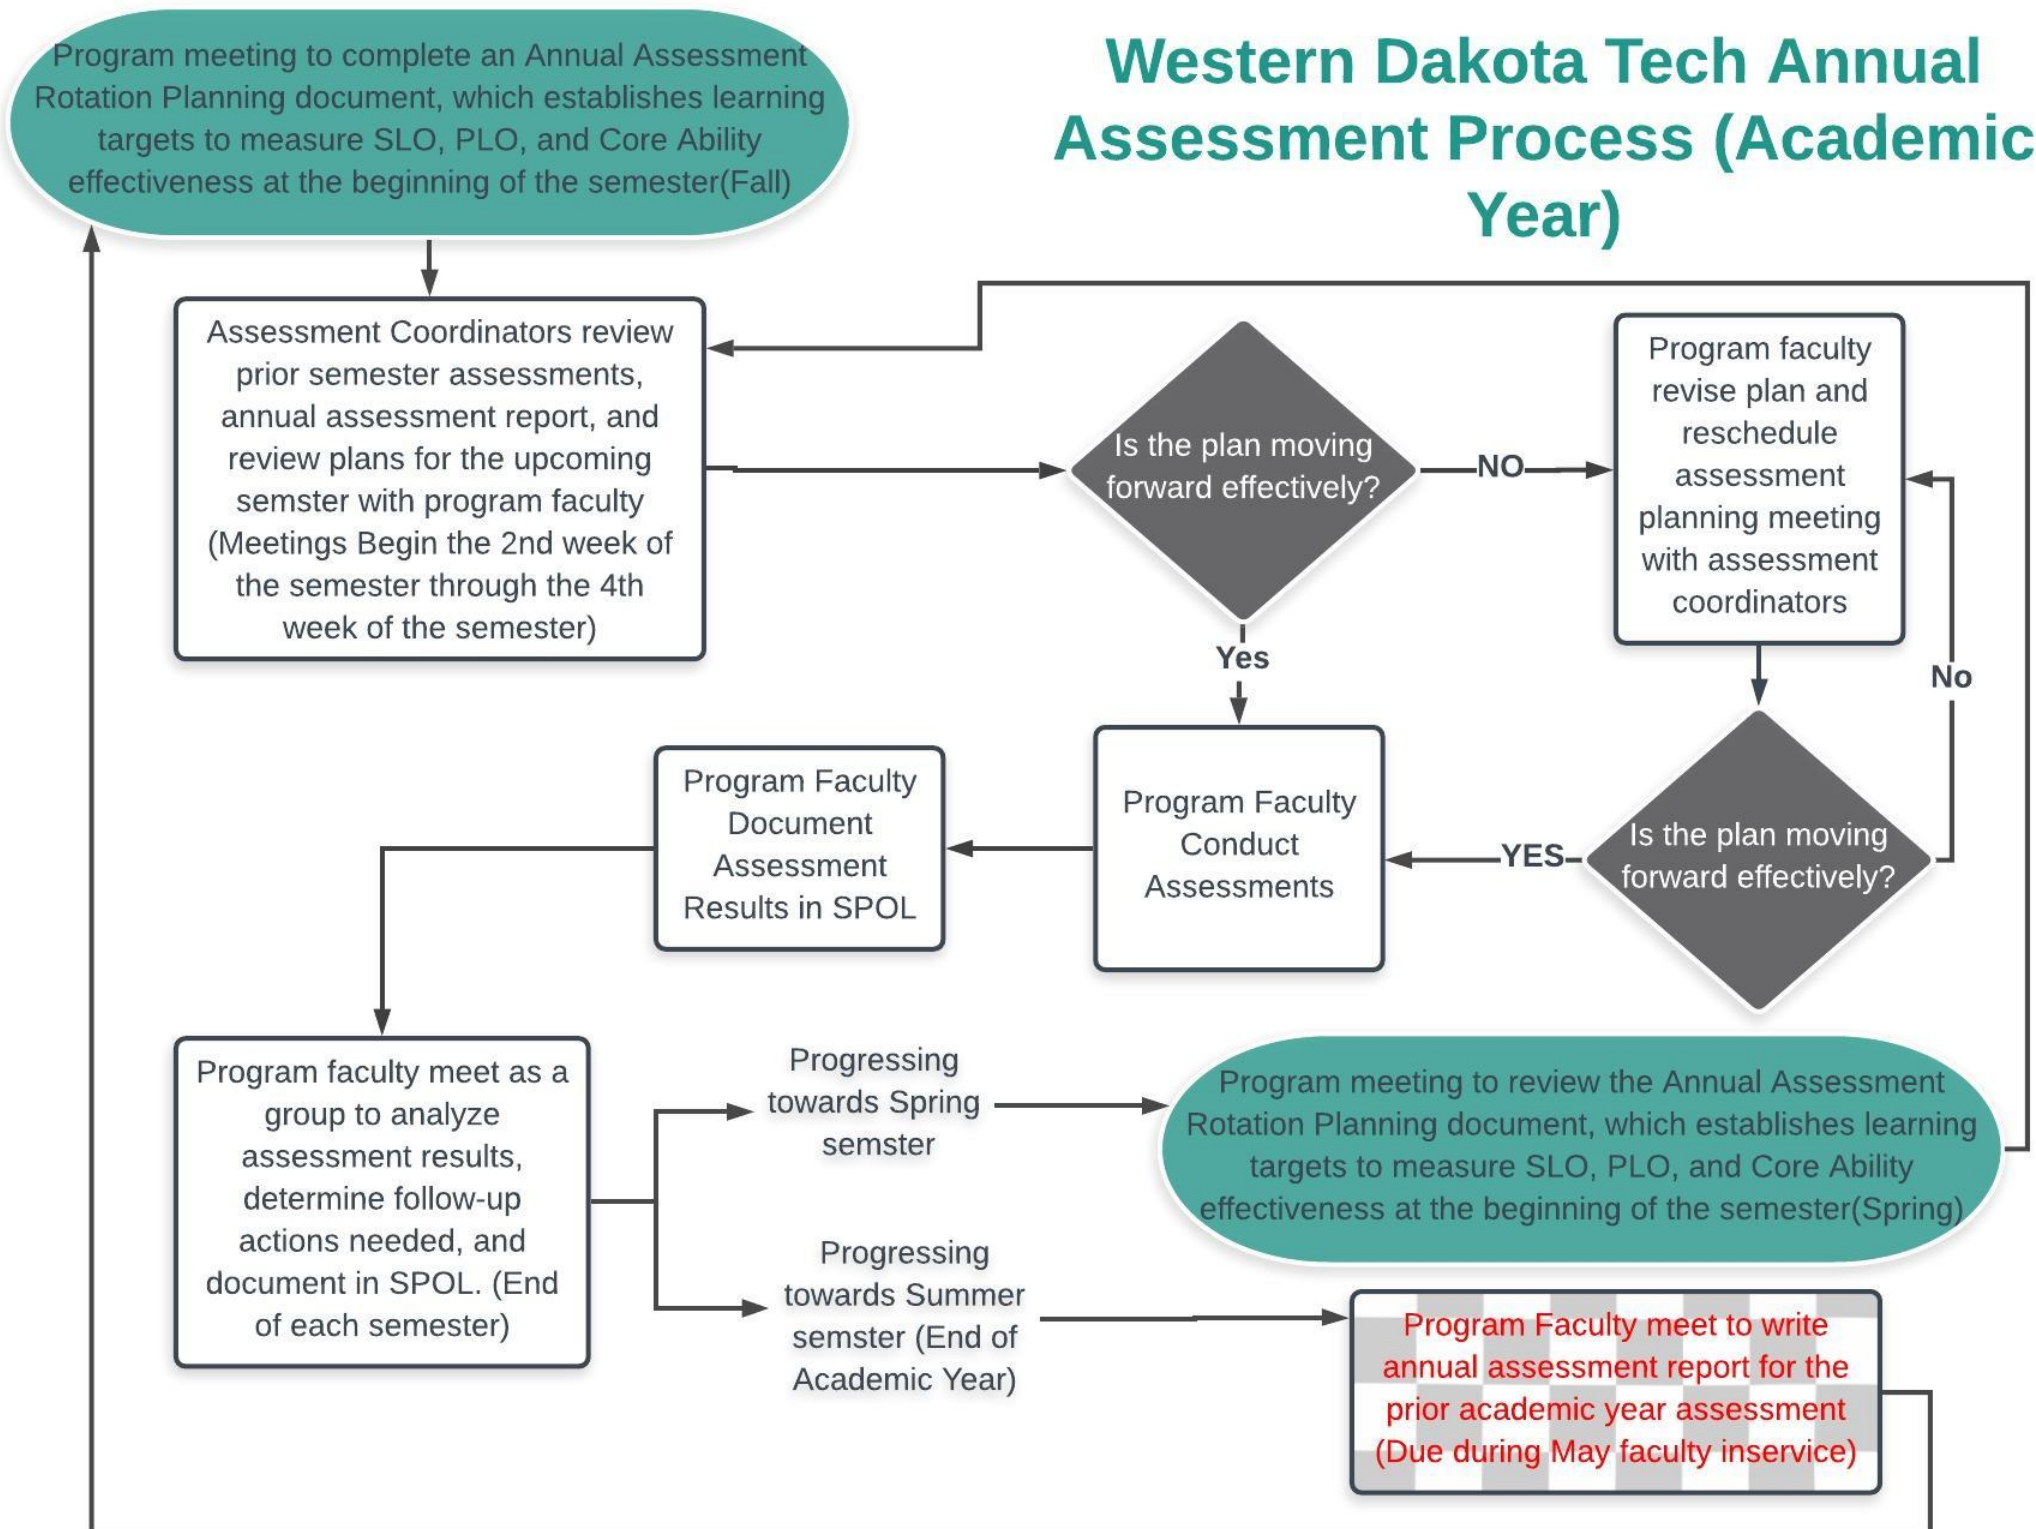 Western Dakota Tech Annual
Assessment Process (Academic
Year)
Program meeting to complete an Annual Assessment
Rotation Planning document, which establishes learning
targets to measure SLO, PLO, and Core Ability
effectiveness at the beginning of the semester(Fall)
Assessment Coordinators review
prior semester assessments,
annual assessment report, and
review plans for the upcoming
semster with program faculty
(Meetings Begin the 2nd week of
the semester through the 4th
week of the semester)
Is the plan moving
forward effectively?
NO
Program faculty
revise plan and
reschedule
assessment
planning meeting
with assessment
coordinators
Yes
No
Is the plan moving
forward effectively?
YES
Program Faculty
Conduct
Assessments
Program Faculty
Document
Assessment
Results in SPOL
Program faculty meet as a
group to analyze
assessment results,
determine follow-up
actions needed, and
document in SPOL. (End
of each semester)
Progressing
towards Spring
semster
Program meeting to review the Annual Assessment
Rotation Planning document, which establishes learning
targets to measure SLO, PLO, and Core Ability
effectiveness at the beginning of the semester(Spring)
Progressing
towards Summer
semster (End of
Academic Year)
Program Faculty meet to write
annual assessment report for the
prior academic year assessment
(Due during May faculty inservice)